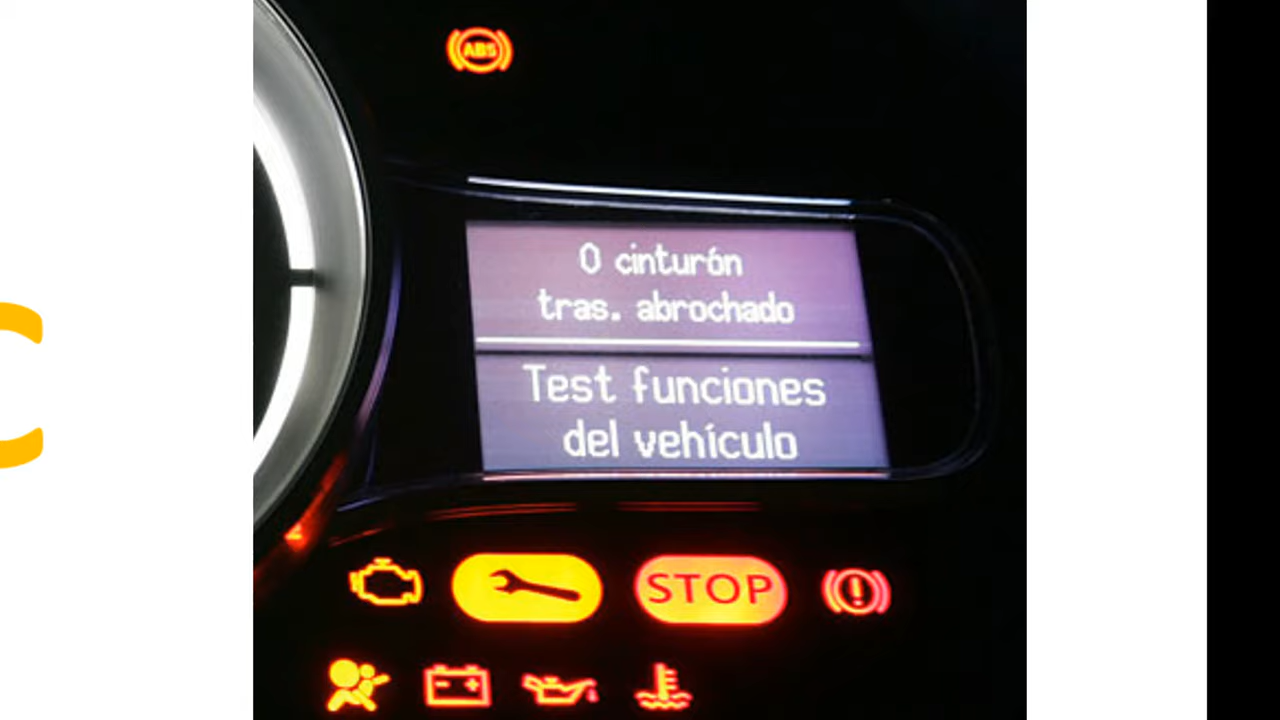 ABS
0 cinturón
tras. abrochado
Test funciones
del vehículo
STOP